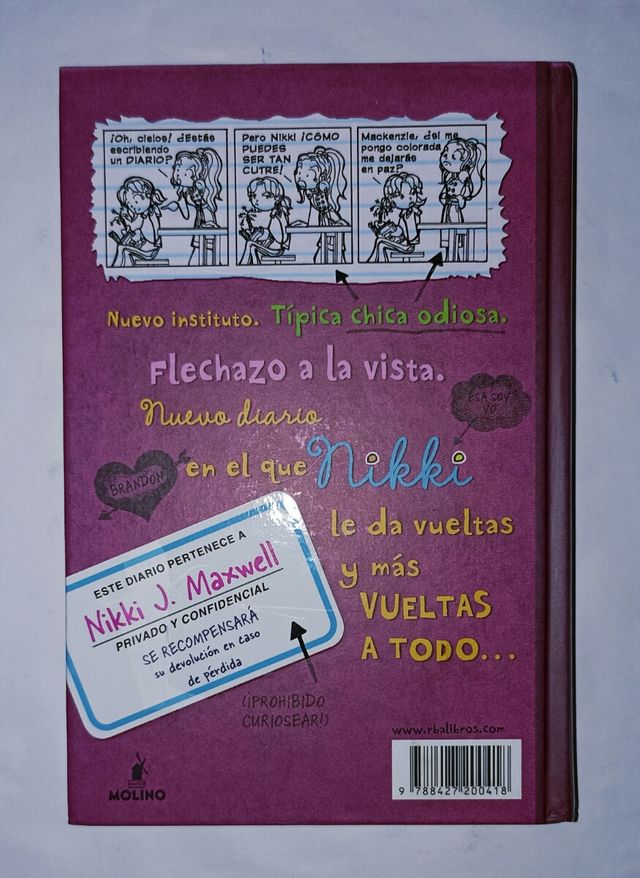 ¡Oh, cielos! ¿Estás
escribiendo
un DIARIO?
Pero Nikki ¡CÓMO
PUEDES
SER TAN
CUTRE!
Mackenzie, ¿si me
pongo colorada
me dejarás
en paz?
Nuevo instituto. Típica chica odiosa.
Flechazo a la vista.
Nuevo diario
ESA SOY
YO
en el que Nikki
BRANDON
le da vueltas
y más
VUELTAS
A TODO...
ESTE DIARIO PERTENECE A
Nikki J. Maxwell
PRIVADO Y CONFIDENCIAL
SE RECOMPENSARÁ
su devolución en caso
de pérdida
(¡PROHIBIDO
CURIOSEAR!)
www.rbalibros.com
MOLINO
9 788427 200418